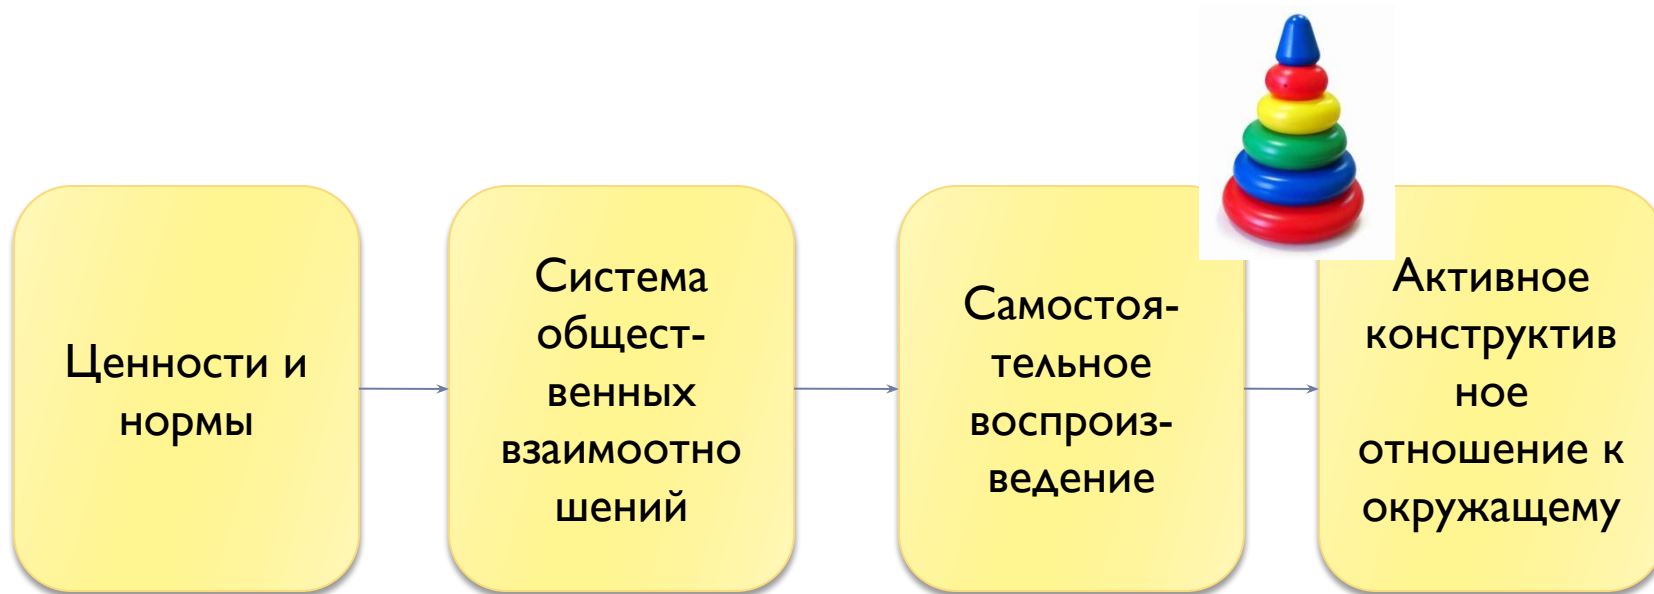 Ценности и
нормы
Система
общест-
венных
взаимоотно
шений
Самостоя-
тельное
воспроиз-
ведение
Активное
конструктив
ное
отношение к
окружащему